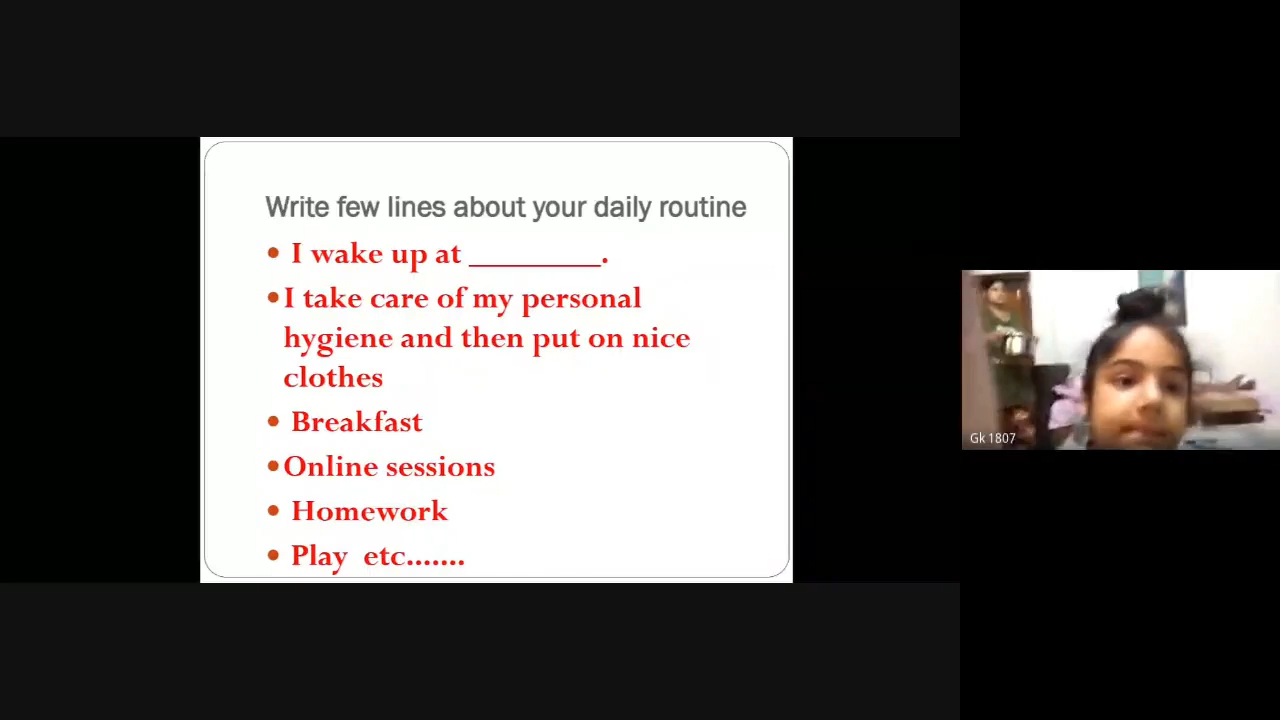 Write few lines about your daily routine
• I wake up at ________.
• I take care of my personal
hygiene and then put on nice
clothes
• Breakfast
• Online sessions
• Homework
• Play etc.......
Gk 1807